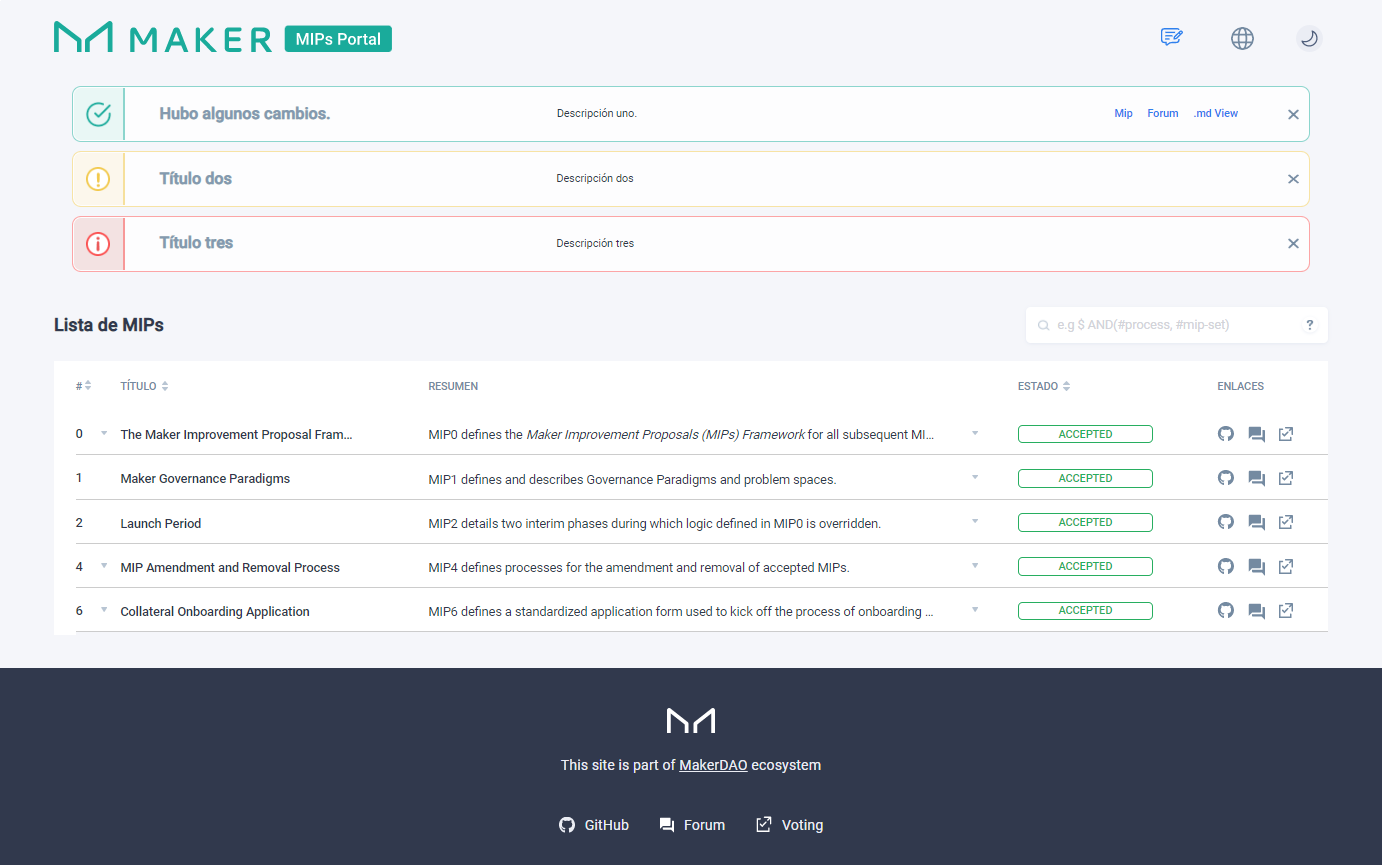 MAKER MIPs Portal
Hubo algunos cambios. Descripción uno. Mip Forum .md View
Título dos Descripción dos
Título tres Descripción tres
Lista de MIPs e.g $ AND(#process, #mip-set) ?
# TÍTULO RESUMEN ESTADO ENLACES
0 The Maker Improvement Proposal Fram... MIP0 defines the Maker Improvement Proposals (MIPs) Framework for all subsequent MI... ACCEPTED
1 Maker Governance Paradigms MIP1 defines and describes Governance Paradigms and problem spaces. ACCEPTED
2 Launch Period MIP2 details two interim phases during which logic defined in MIP0 is overridden. ACCEPTED
4 MIP Amendment and Removal Process MIP4 defines processes for the amendment and removal of accepted MIPs. ACCEPTED
6 Collateral Onboarding Application MIP6 defines a standardized application form used to kick off the process of onboarding ... ACCEPTED
This site is part of MakerDAO ecosystem
GitHub Forum Voting